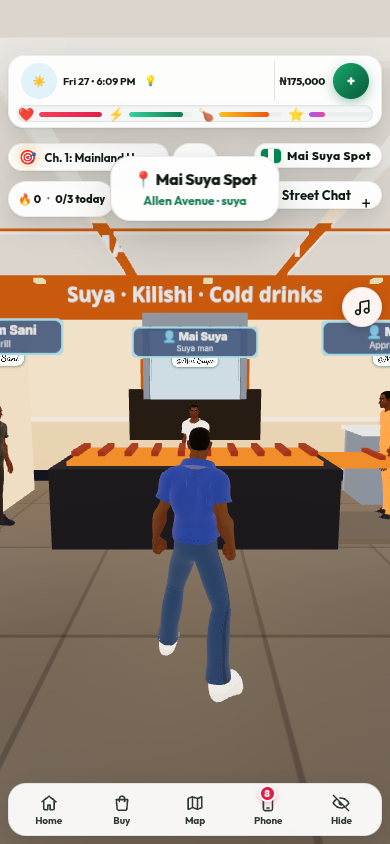 Fri 27 • 6:09 PM
₦175,000
+
Ch. 1: Mainland
Mai Suya Spot
0 · 0/3 today
Mai Suya Spot
Allen Avenue · suya
Street Chat
+
Suya · Kilishi · Cold drinks
Sani
Mai Suya
Suya man
Mai Suya
Sani
Home
Buy
Map
8
Phone
Hide